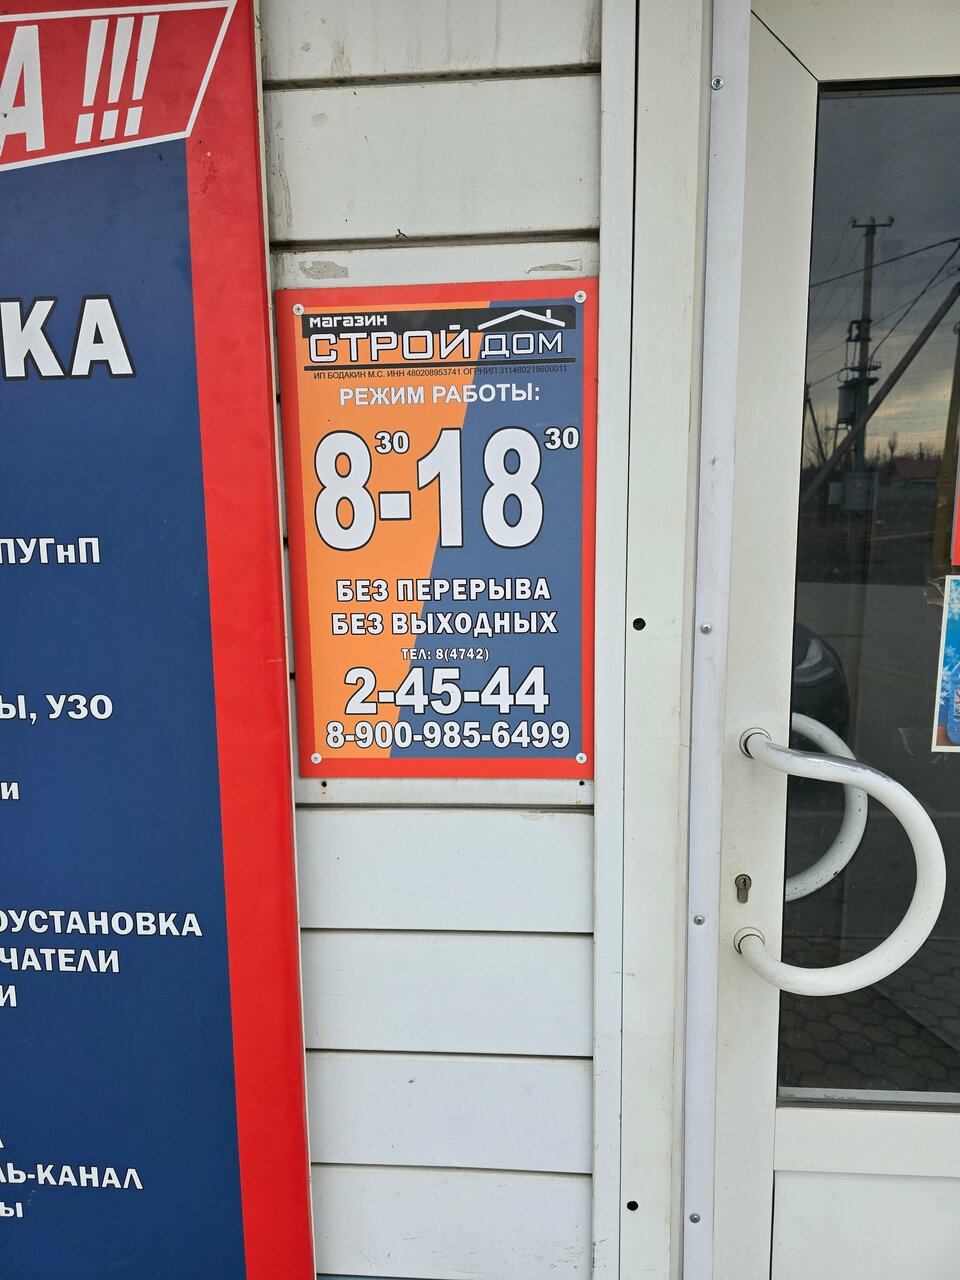 А !!!
КА
ПУГнП
Ы, УЗО
и
ОУСТАНОВКА
ЧАТЕЛИ
И
ЛЬ-КАНАЛ
ы
магазин
СТРОЙ ДОМ
ИП БОДАКИН М.С. ИНН 480208953741 ОГРНИП 311480219600011
РЕЖИМ РАБОТЫ:
8 30 - 18 30
БЕЗ ПЕРЕРЫВА
БЕЗ ВЫХОДНЫХ
ТЕЛ: 8(4742)
2-45-44
8-900-985-6499